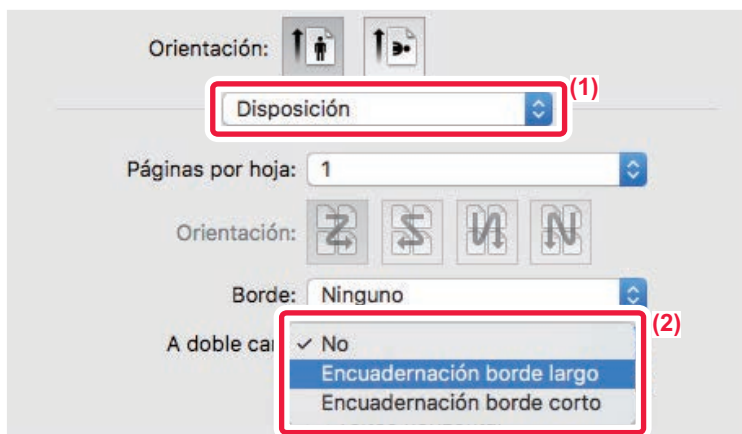 Orientación:
(1)
Disposición
Páginas por hoja: 1
Orientación:
Borde: Ninguno
(2)
A doble ca
✓ No
Encuadernación borde largo
Encuadernación borde corto